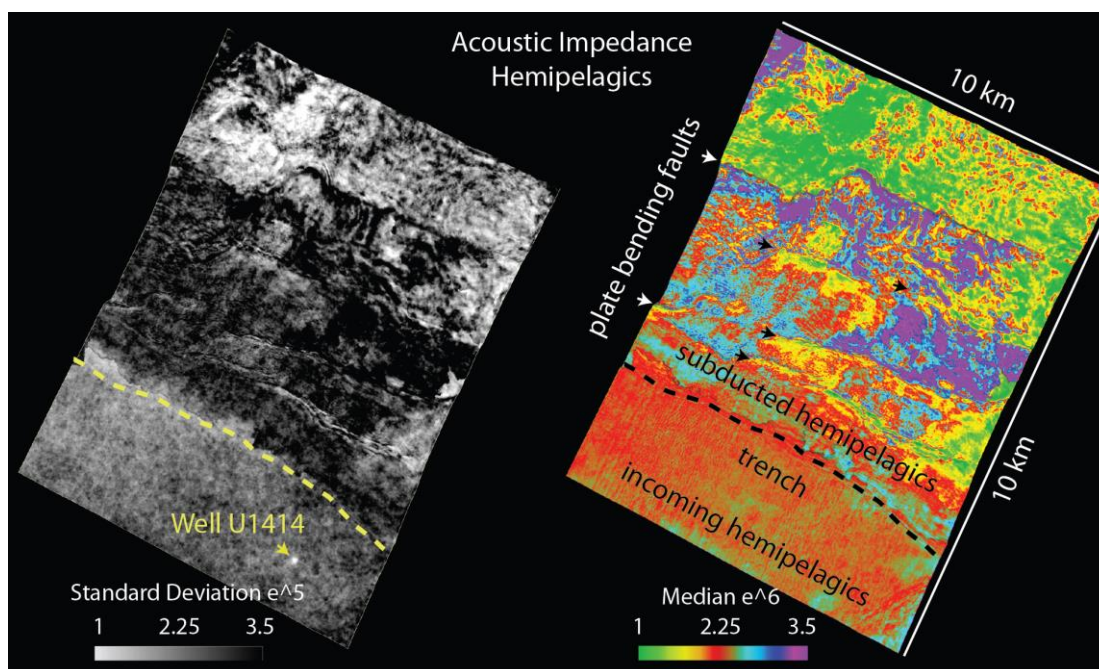 Acoustic Impedance
Hemipelagics
10 km
plate bending faults
subducted hemipelagics
trench
incoming hemipelagics
10 km
Well U1414
Standard Deviation e^5
1 2.25 3.5
Median e^6
1 2.25 3.5